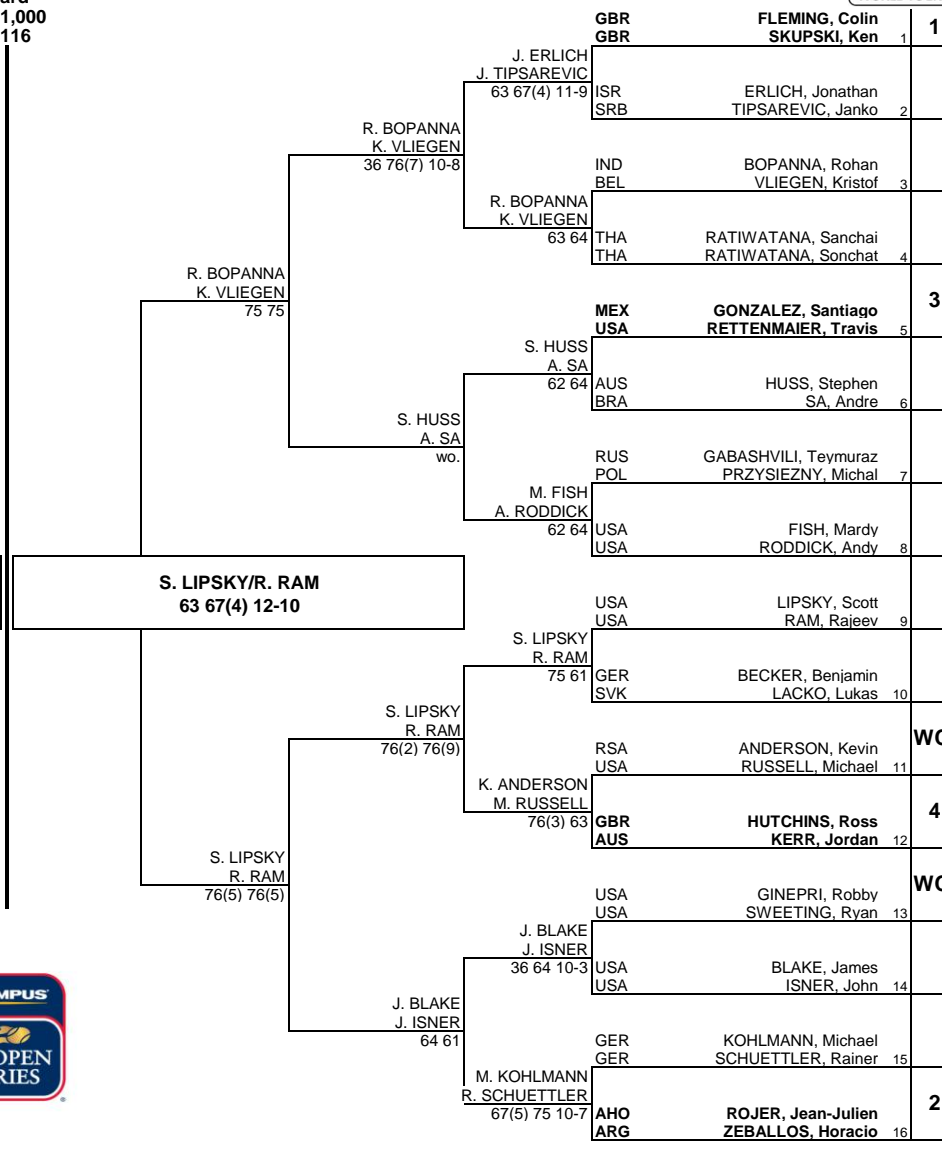 ard
1,000
116
GBR FLEMING, Colin
GBR SKUPSKI, Ken 1 1
J. ERLICH
J. TIPSAREVIC
63 67(4) 11-9
ISR ERLICH, Jonathan
SRB TIPSAREVIC, Janko 2
R. BOPANNA
K. VLIEGEN
36 76(7) 10-8
IND BOPANNA, Rohan
BEL VLIEGEN, Kristof 3
R. BOPANNA
K. VLIEGEN
63 64
THA RATIWATANA, Sanchai
THA RATIWATANA, Sonchat 4
R. BOPANNA
K. VLIEGEN
75 75
MEX GONZALEZ, Santiago 3
USA RETTENMAIER, Travis 5
S. HUSS
A. SA
62 64
AUS HUSS, Stephen
BRA SA, Andre 6
S. HUSS
A. SA
wo.
RUS GABASHVILI, Teymuraz
POL PRZYSIEZNY, Michal 7
M. FISH
A. RODDICK
62 64
USA FISH, Mardy
USA RODDICK, Andy 8
S. LIPSKY/R. RAM
63 67(4) 12-10
USA LIPSKY, Scott
USA RAM, Rajeev 9
S. LIPSKY
R. RAM
75 61
GER BECKER, Benjamin
SVK LACKO, Lukas 10
S. LIPSKY
R. RAM
76(2) 76(9)
WC
RSA ANDERSON, Kevin
USA RUSSELL, Michael 11
K. ANDERSON
M. RUSSELL
76(3) 63
GBR HUTCHINS, Ross 4
AUS KERR, Jordan 12
S. LIPSKY
R. RAM
76(5) 76(5)
WC
USA GINEPRI, Robby
USA SWEETING, Ryan 13
J. BLAKE
J. ISNER
36 64 10-3
USA BLAKE, James
USA ISNER, John 14
J. BLAKE
J. ISNER
64 61
GER KOHLMANN, Michael
GER SCHUETTLER, Rainer 15
M. KOHLMANN
R. SCHUETTLER
67(5) 75 10-7
AHO ROJER, Jean-Julien 2
ARG ZEBALLOS, Horacio 16
MPUS
OPEN
RIES